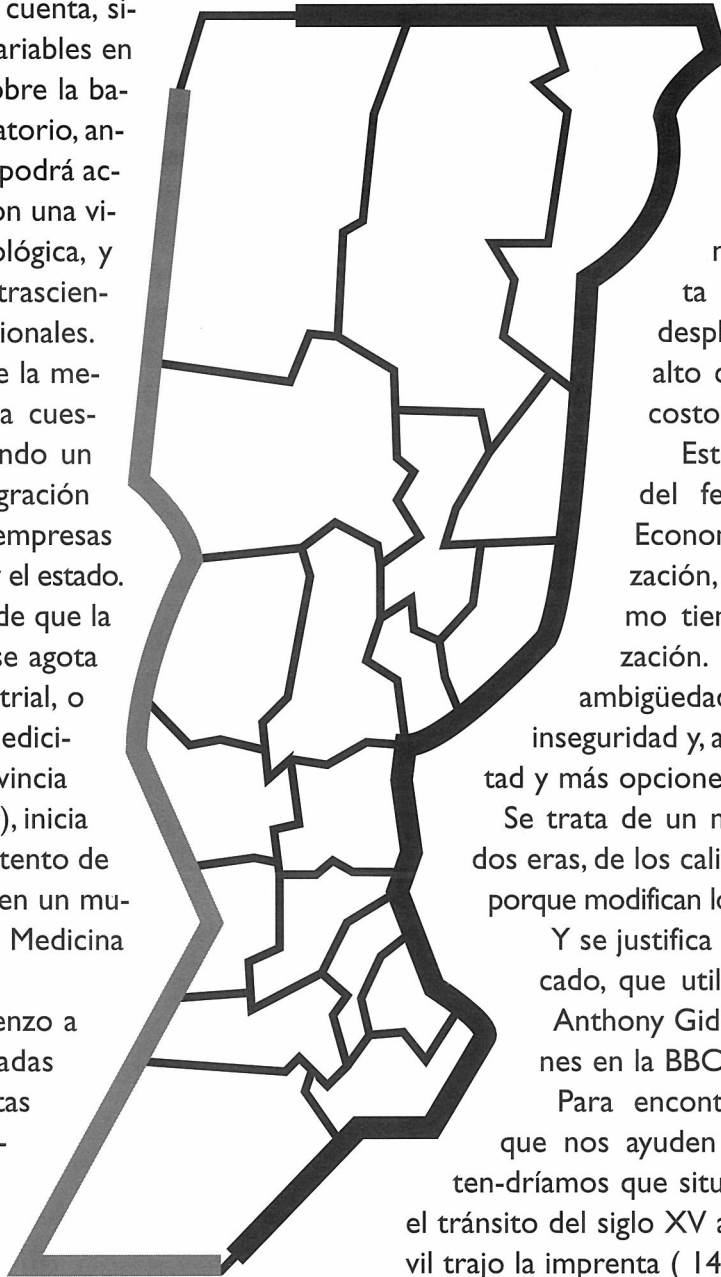 cuenta, si-
ariables en
obre la ba-
atorio, an-
podrá ac-
on una vi-
ológica, y
trascien-
ionales.
e la me-
a cues-
ndo un
gración
empresas
el estado.
de que la
se agota
trial, o
edici-
vincia
), inicia
tento de
en un mu-
Medicina
enzo a
adas
tas
-
ta
despl
alto
costo
Est
del fe
Econor
zación,
mo tier
zación.
ambigüedad
inseguridad y, a
tad y más opcione
Se trata de un
dos eras, de los cali
porque modifican lo
Y se justifica
cado, que util
Anthony Gid
nes en la BBC
Para encont
que nos ayuden
ten-dríamos que situ
el tránsito del siglo XV a
vil trajo la imprenta ( 14